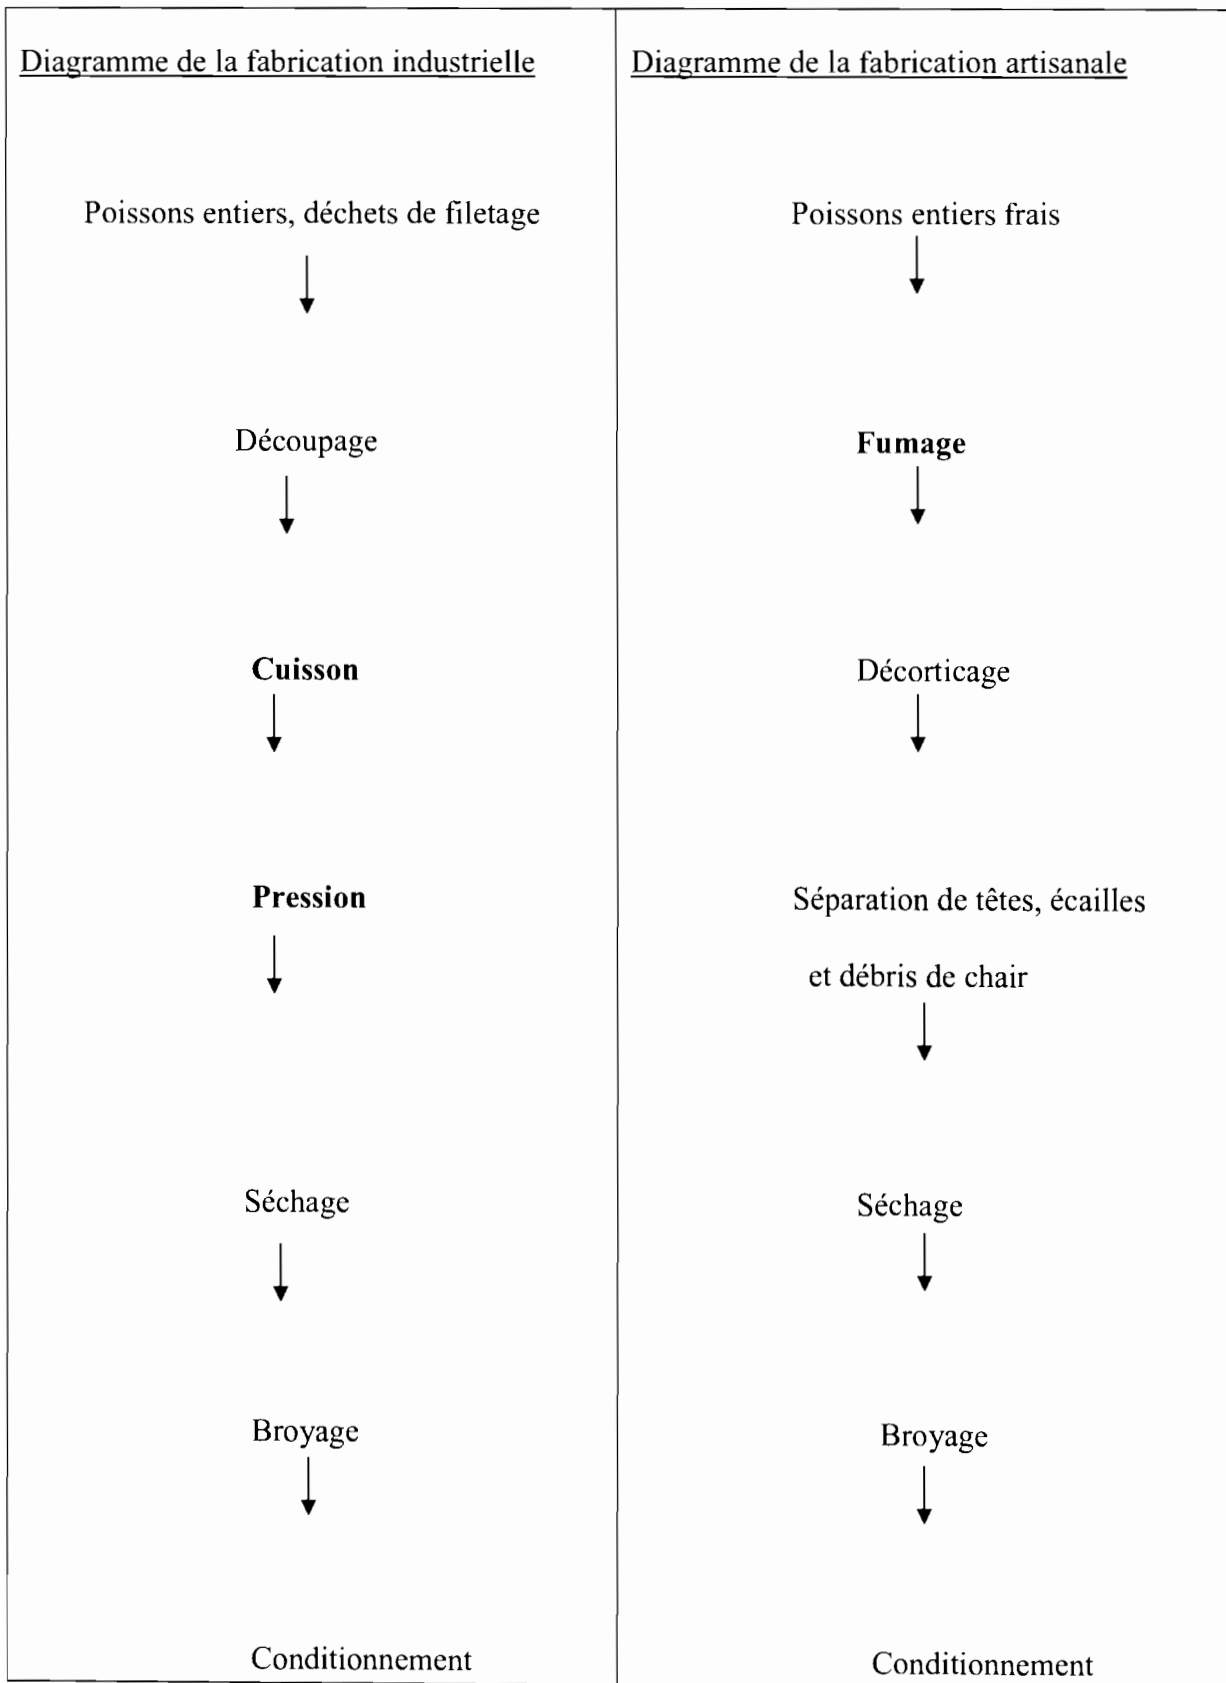 Diagramme de la fabrication industrielle
Poissons entiers, déchets de filetage
Découpage
Cuisson
Pression
Séchage
Broyage
Conditionnement
Diagramme de la fabrication artisanale
Poissons entiers frais
Fumage
Décorticage
Séparation de têtes, écailles
et débris de chair
Séchage
Broyage
Conditionnement